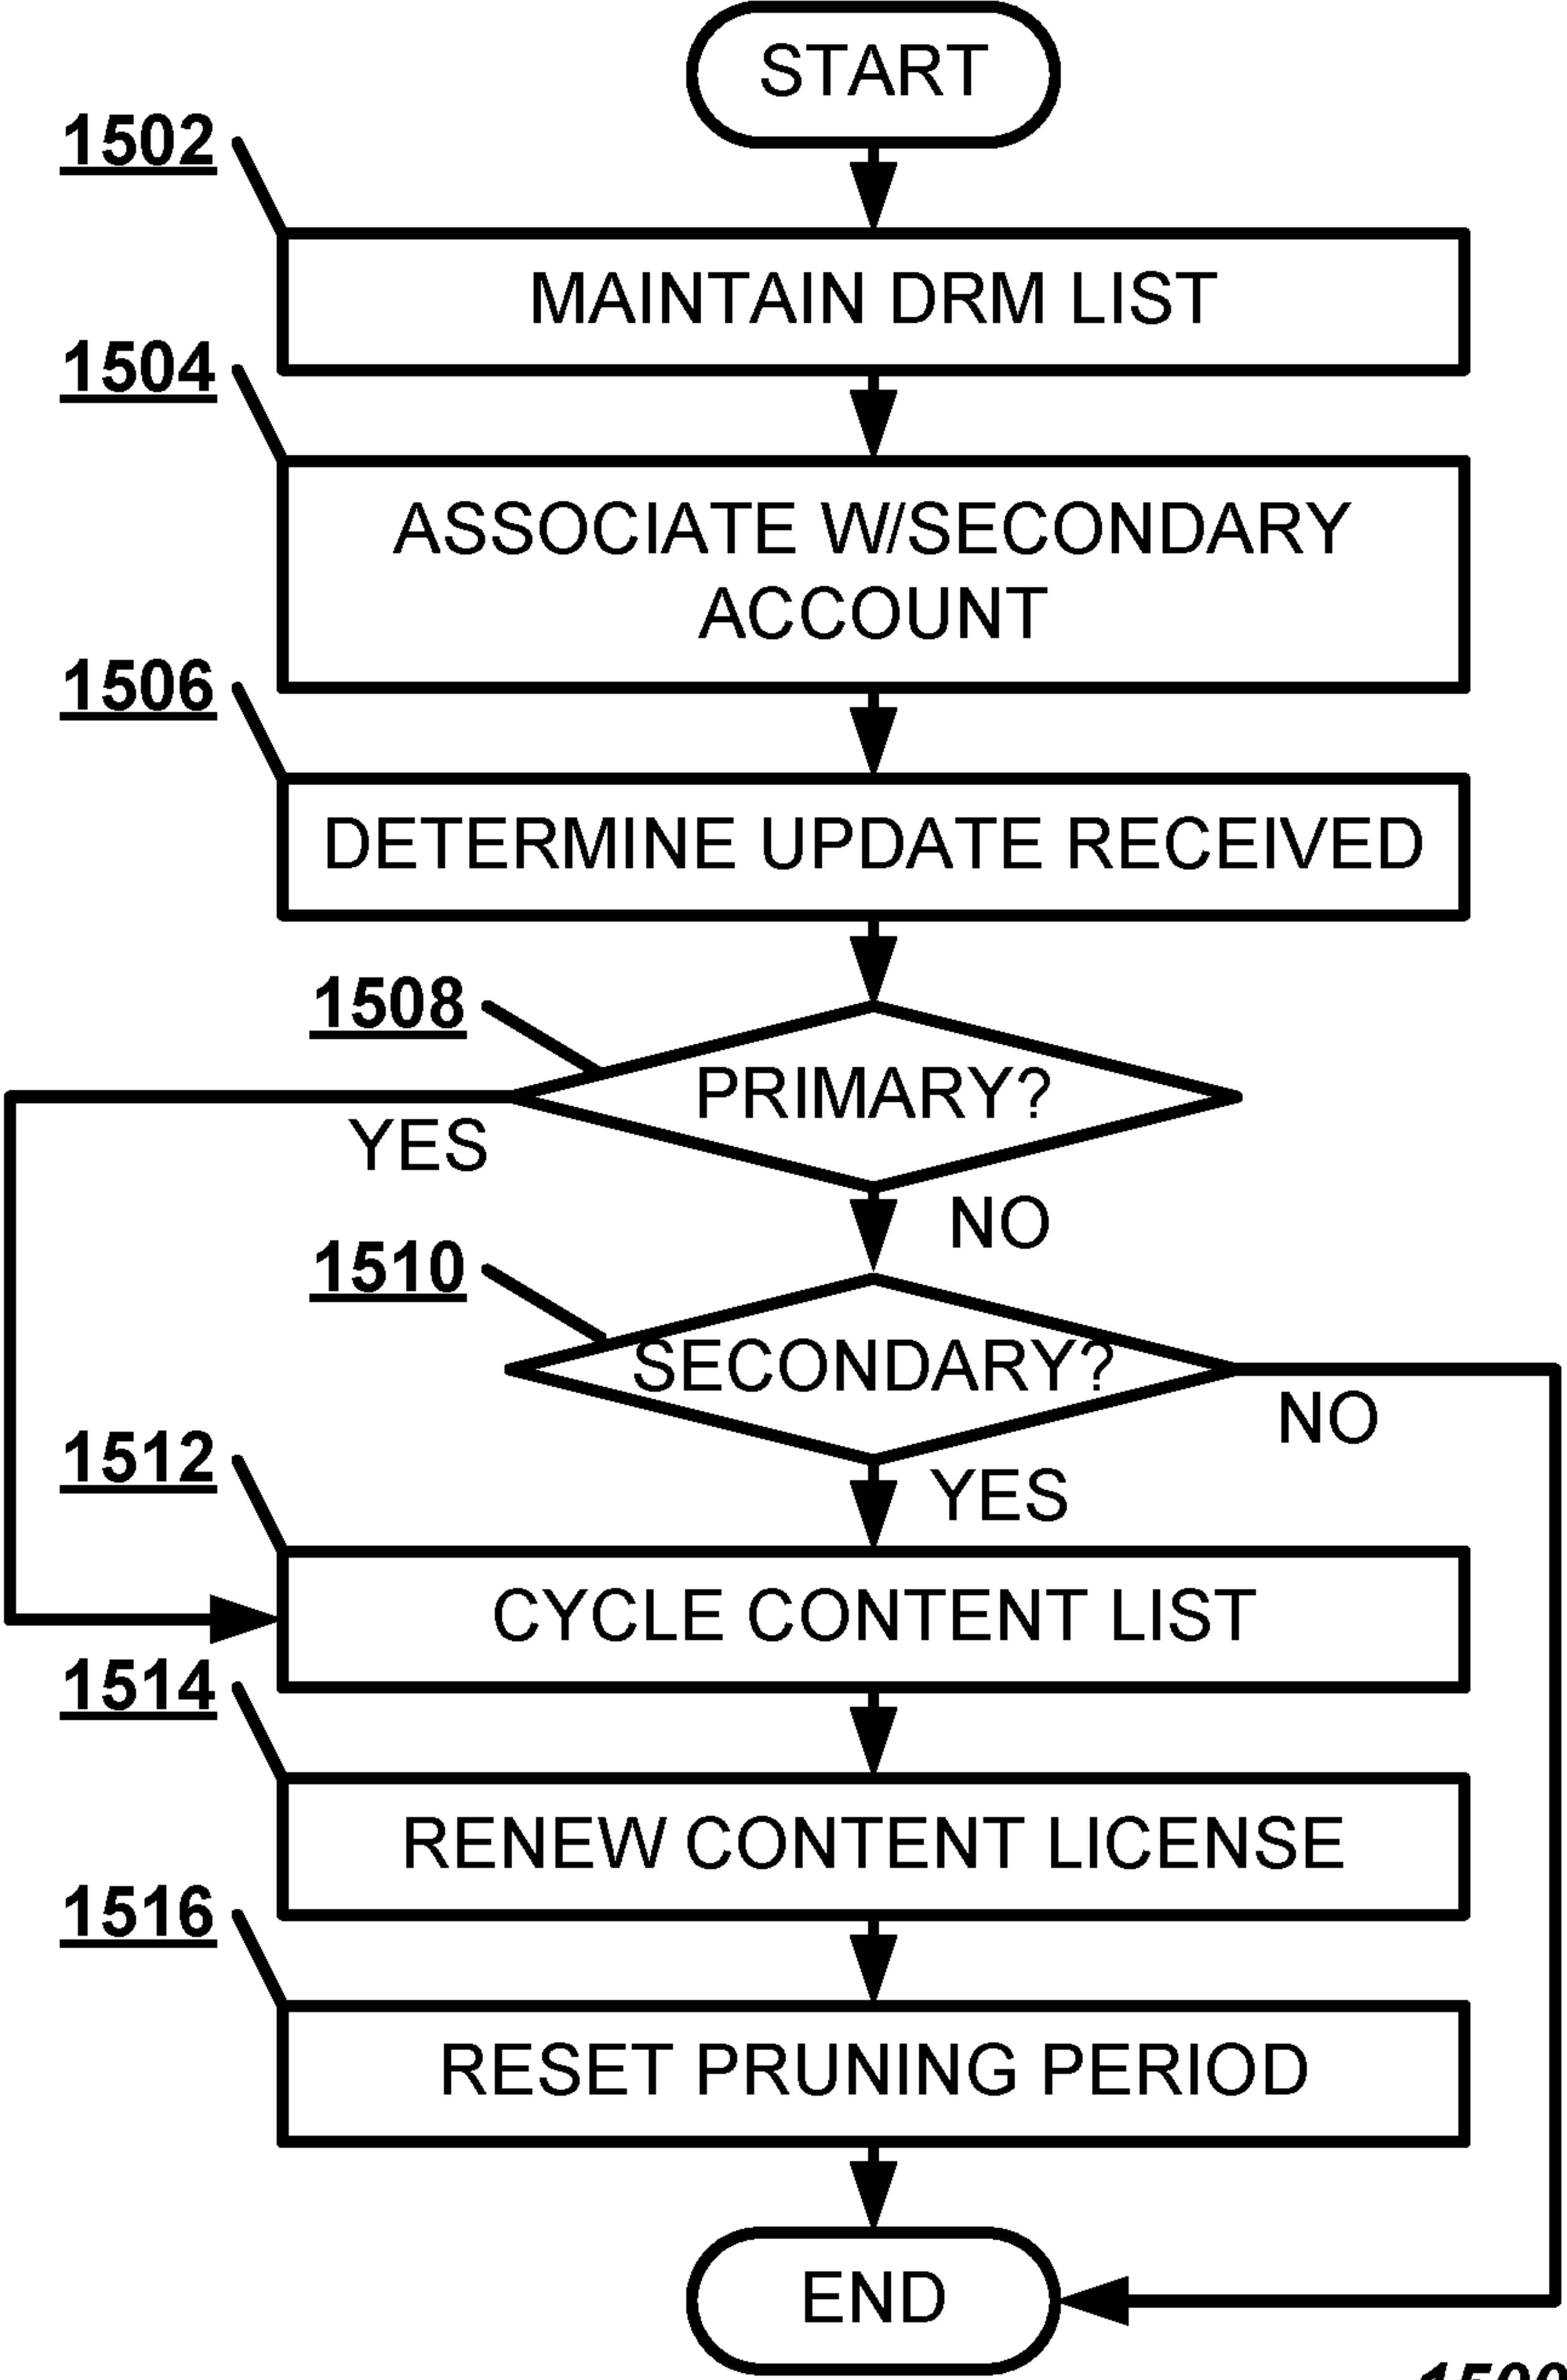 START
1502
MAINTAIN DRM LIST
1504
ASSOCIATE W/SECONDARY
ACCOUNT
1506
DETERMINE UPDATE RECEIVED
1508
PRIMARY?
YES
NO
1510
SECONDARY?
NO
1512
YES
CYCLE CONTENT LIST
1514
RENEW CONTENT LICENSE
1516
RESET PRUNING PERIOD
END